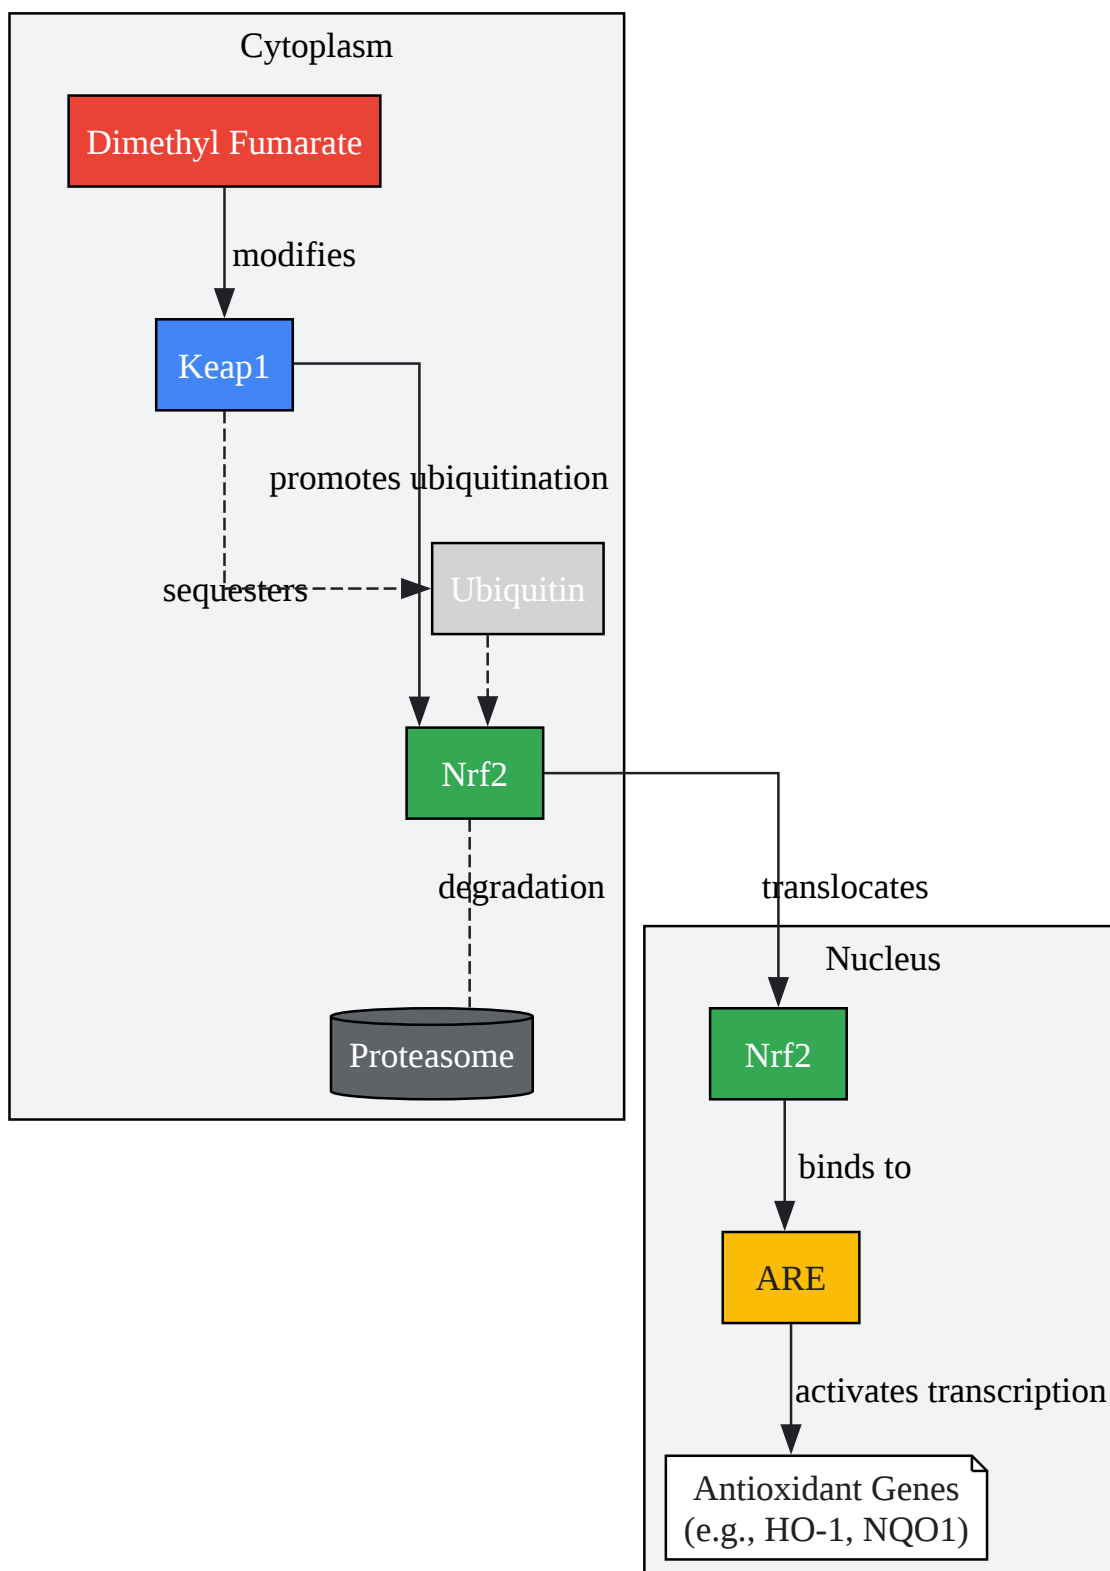 Cytoplasm
Dimethyl Fumarate
modifies
Keap1
promotes ubiquitination
sequesters
Ubiquitin
Nrf2
degradation
translocates
Proteasome
Nucleus
Nrf2
binds to
ARE
activates transcription
Antioxidant Genes
(e.g., HO-1, NQO1)